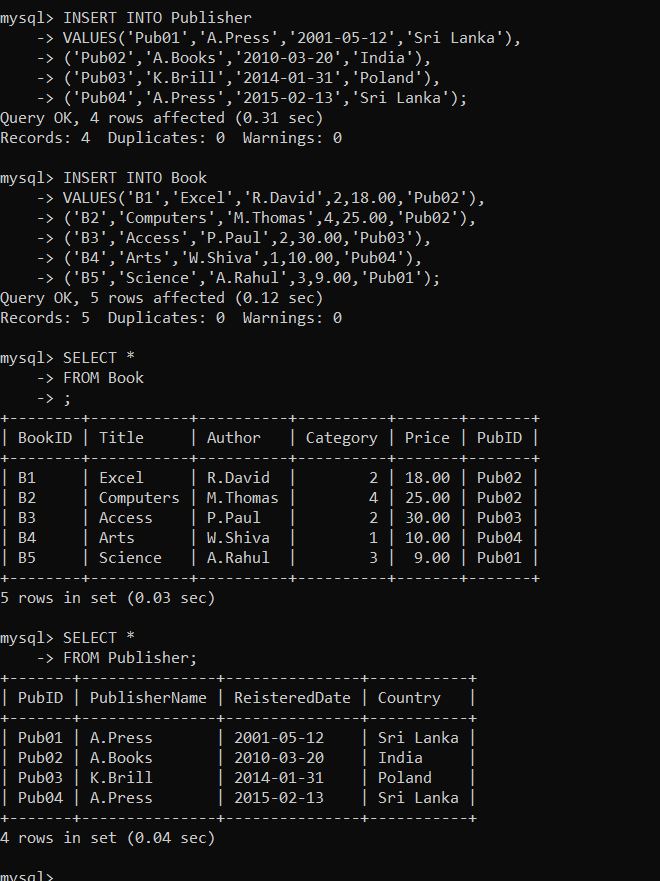 mysql> INSERT INTO Publisher
    -> VALUES('Pub01','A.Press','2001-05-12','Sri Lanka'),
    -> ('Pub02','A.Books','2010-03-20','India'),
    -> ('Pub03','K.Brill','2014-01-31','Poland'),
    -> ('Pub04','A.Press','2015-02-13','Sri Lanka');
Query OK, 4 rows affected (0.31 sec)
Records: 4  Duplicates: 0  Warnings: 0

mysql> INSERT INTO Book
    -> VALUES('B1','Excel','R.David',2,18.00,'Pub02'),
    -> ('B2','Computers','M.Thomas',4,25.00,'Pub02'),
    -> ('B3','Access','P.Paul',2,30.00,'Pub03'),
    -> ('B4','Arts','W.Shiva',1,10.00,'Pub04'),
    -> ('B5','Science','A.Rahul',3,9.00,'Pub01');
Query OK, 5 rows affected (0.12 sec)
Records: 5  Duplicates: 0  Warnings: 0

mysql> SELECT *
    -> FROM Book
    -> ;
+--------+-----------+----------+----------+-------+-------+
| BookID | Title     | Author   | Category | Price | PubID |
+--------+-----------+----------+----------+-------+-------+
| B1     | Excel     | R.David  |        2 | 18.00 | Pub02 |
| B2     | Computers | M.Thomas |        4 | 25.00 | Pub02 |
| B3     | Access    | P.Paul   |        2 | 30.00 | Pub03 |
| B4     | Arts      | W.Shiva  |        1 | 10.00 | Pub04 |
| B5     | Science   | A.Rahul  |        3 |  9.00 | Pub01 |
+--------+-----------+----------+----------+-------+-------+
5 rows in set (0.03 sec)

mysql> SELECT *
    -> FROM Publisher;
+-------+---------------+---------------+-----------+
| PubID | PublisherName | ReisteredDate | Country   |
+-------+---------------+---------------+-----------+
| Pub01 | A.Press       | 2001-05-12    | Sri Lanka |
| Pub02 | A.Books       | 2010-03-20    | India     |
| Pub03 | K.Brill       | 2014-01-31    | Poland    |
| Pub04 | A.Press       | 2015-02-13    | Sri Lanka |
+-------+---------------+---------------+-----------+
4 rows in set (0.04 sec)

mysql>